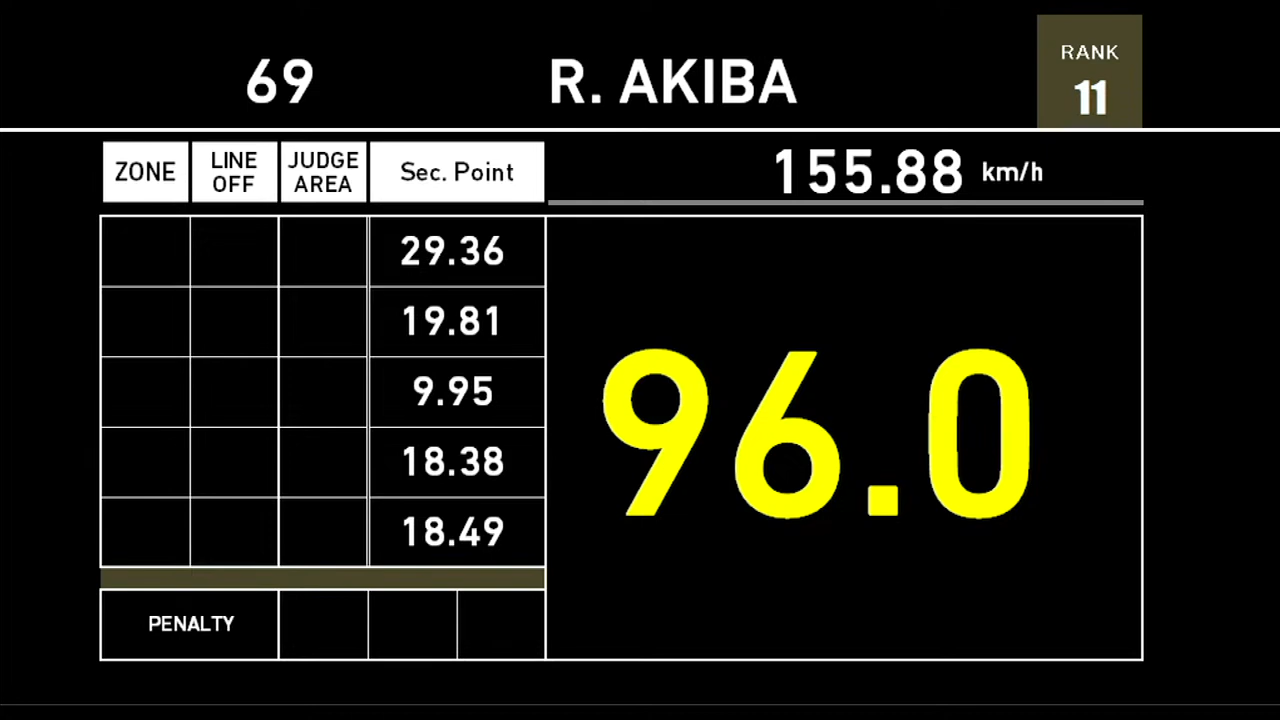 69 R. AKIBA RANK 11
ZONE LINE OFF JUDGE AREA Sec. Point 155.88 km/h
29.36
19.81
9.95
18.38
18.49
96.0
PENALTY